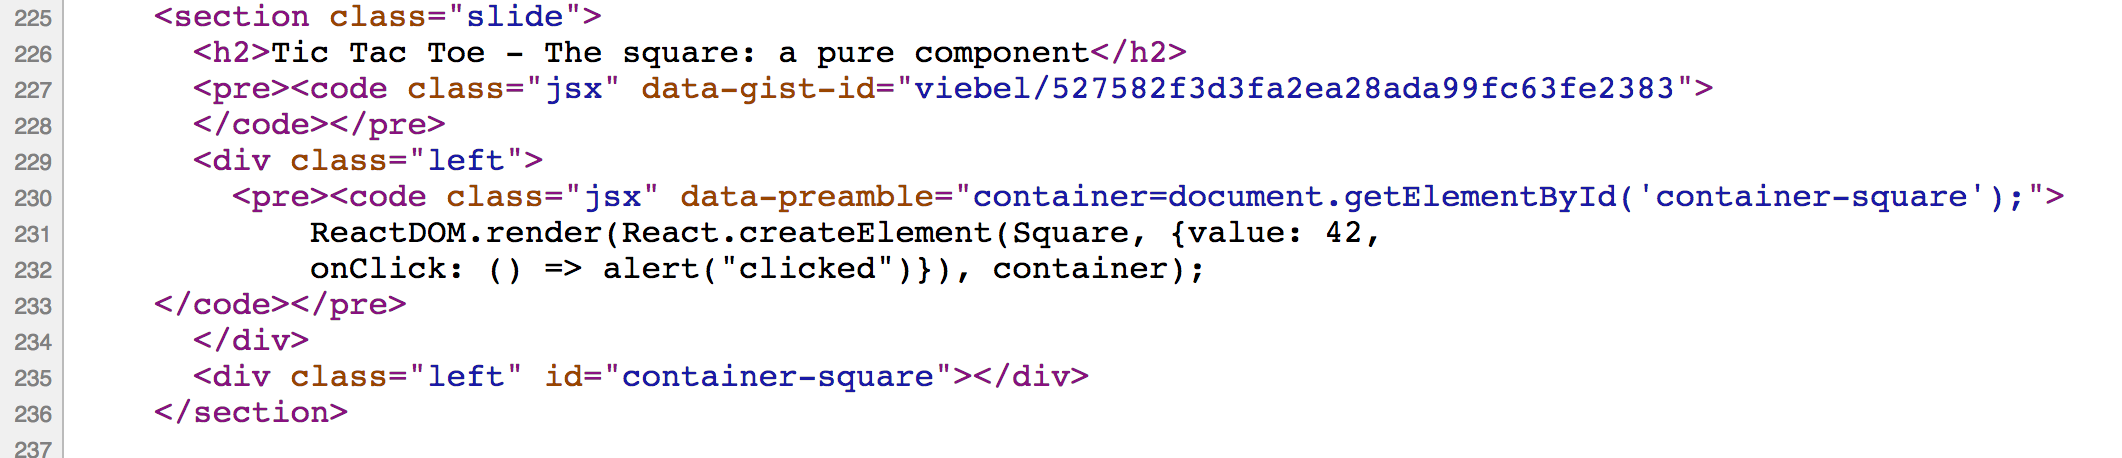 225 <section class="slide">
226 <h2>Tic Tac Toe - The square: a pure component</h2>
227 <pre><code class="jsx" data-gist-id="viebel/527582f3d3fa2ea28ada99fc63fe2383">
228 </code></pre>
229 <div class="left">
230 <pre><code class="jsx" data-preamble="container=document.getElementById('container-square');">
231 ReactDOM.render(React.createElement(Square, {value: 42,
232 onClick: () => alert("clicked")}), container);
233 </code></pre>
234 </div>
235 <div class="left" id="container-square"></div>
236 </section>
237